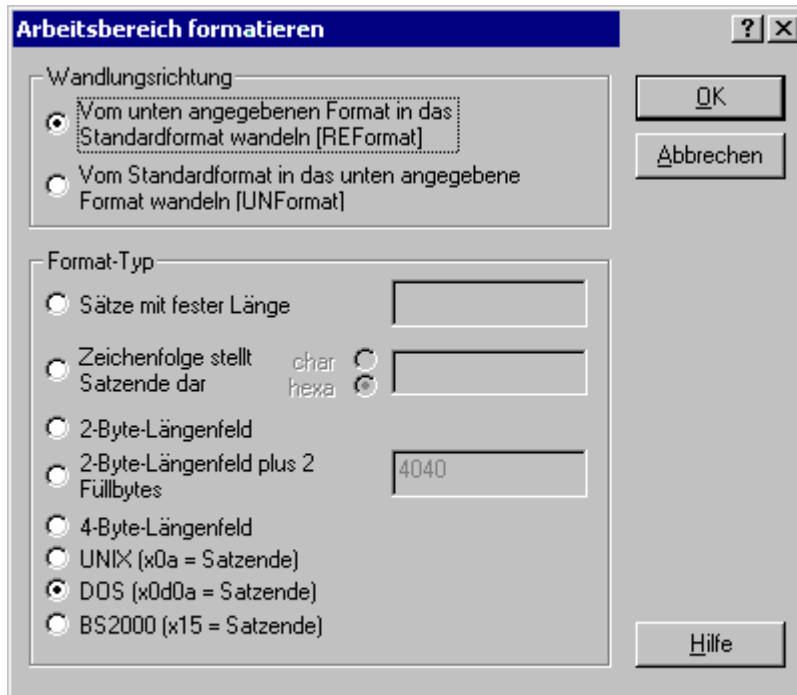 Arbeitsbereich formatieren
?
Wandlungsrichtung
Vom unten angegebenen Format in das
Standardformat wandeln [REFormat]
Vom Standardformat in das unten angegebene
Format wandeln [UNFormat]
OK
Abbrechen
Format-Typ
Sätze mit fester Länge
Zeichenfolge stellt
Satzende dar
char
hexa
2-Byte-Längenfeld
2-Byte-Längenfeld plus 2
Füllbytes
4040
4-Byte-Längenfeld
UNIX (x0a = Satzende)
DOS (x0d0a = Satzende)
BS2000 (x15 = Satzende)
Hilfe